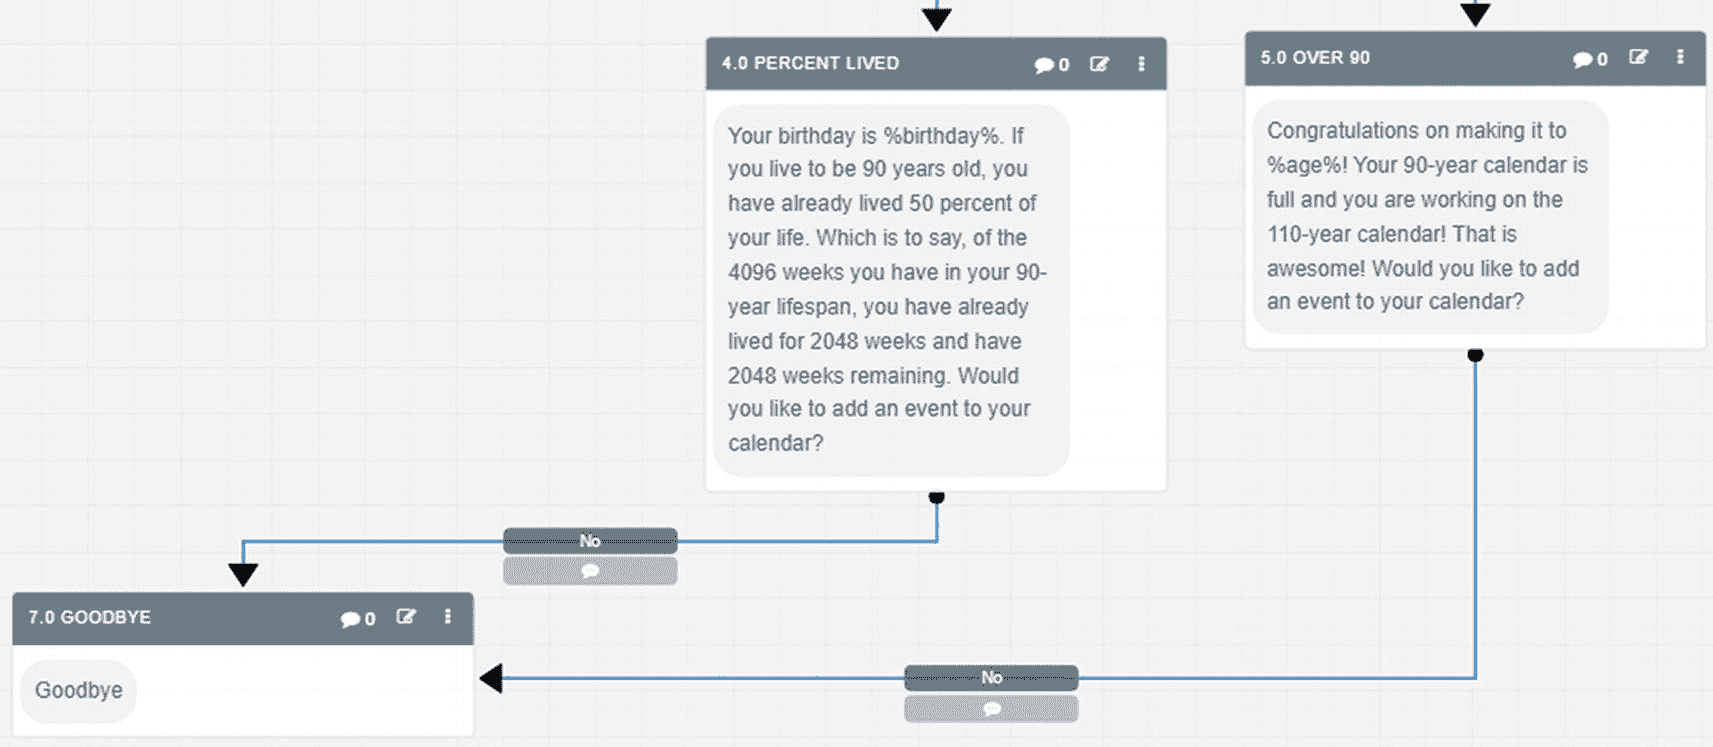 4.0 PERCENT LIVED
0
Your birthday is %birthday%. If
you live to be 90 years old, you
have already lived 50 percent of
your life. Which is to say, of the
4096 weeks you have in your 90-
year lifespan, you have already
lived for 2048 weeks and have
2048 weeks remaining. Would
you like to add an event to your
calendar?
5.0 OVER 90
0
Congratulations on making it to
%age%! Your 90-year calendar is
full and you are working on the
110-year calendar! That is
awesome! Would you like to add
an event to your calendar?
No
7.0 GOODBYE
0
Goodbye
No